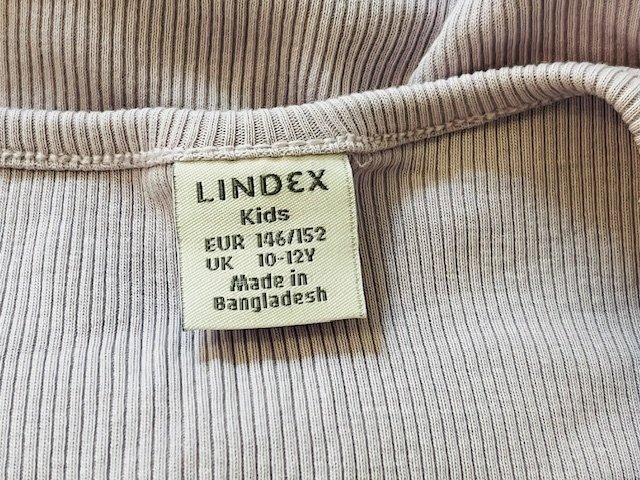 LINDEX
Kids
EUR 146/152
UK 10-12Y
Made in
Bangladesh